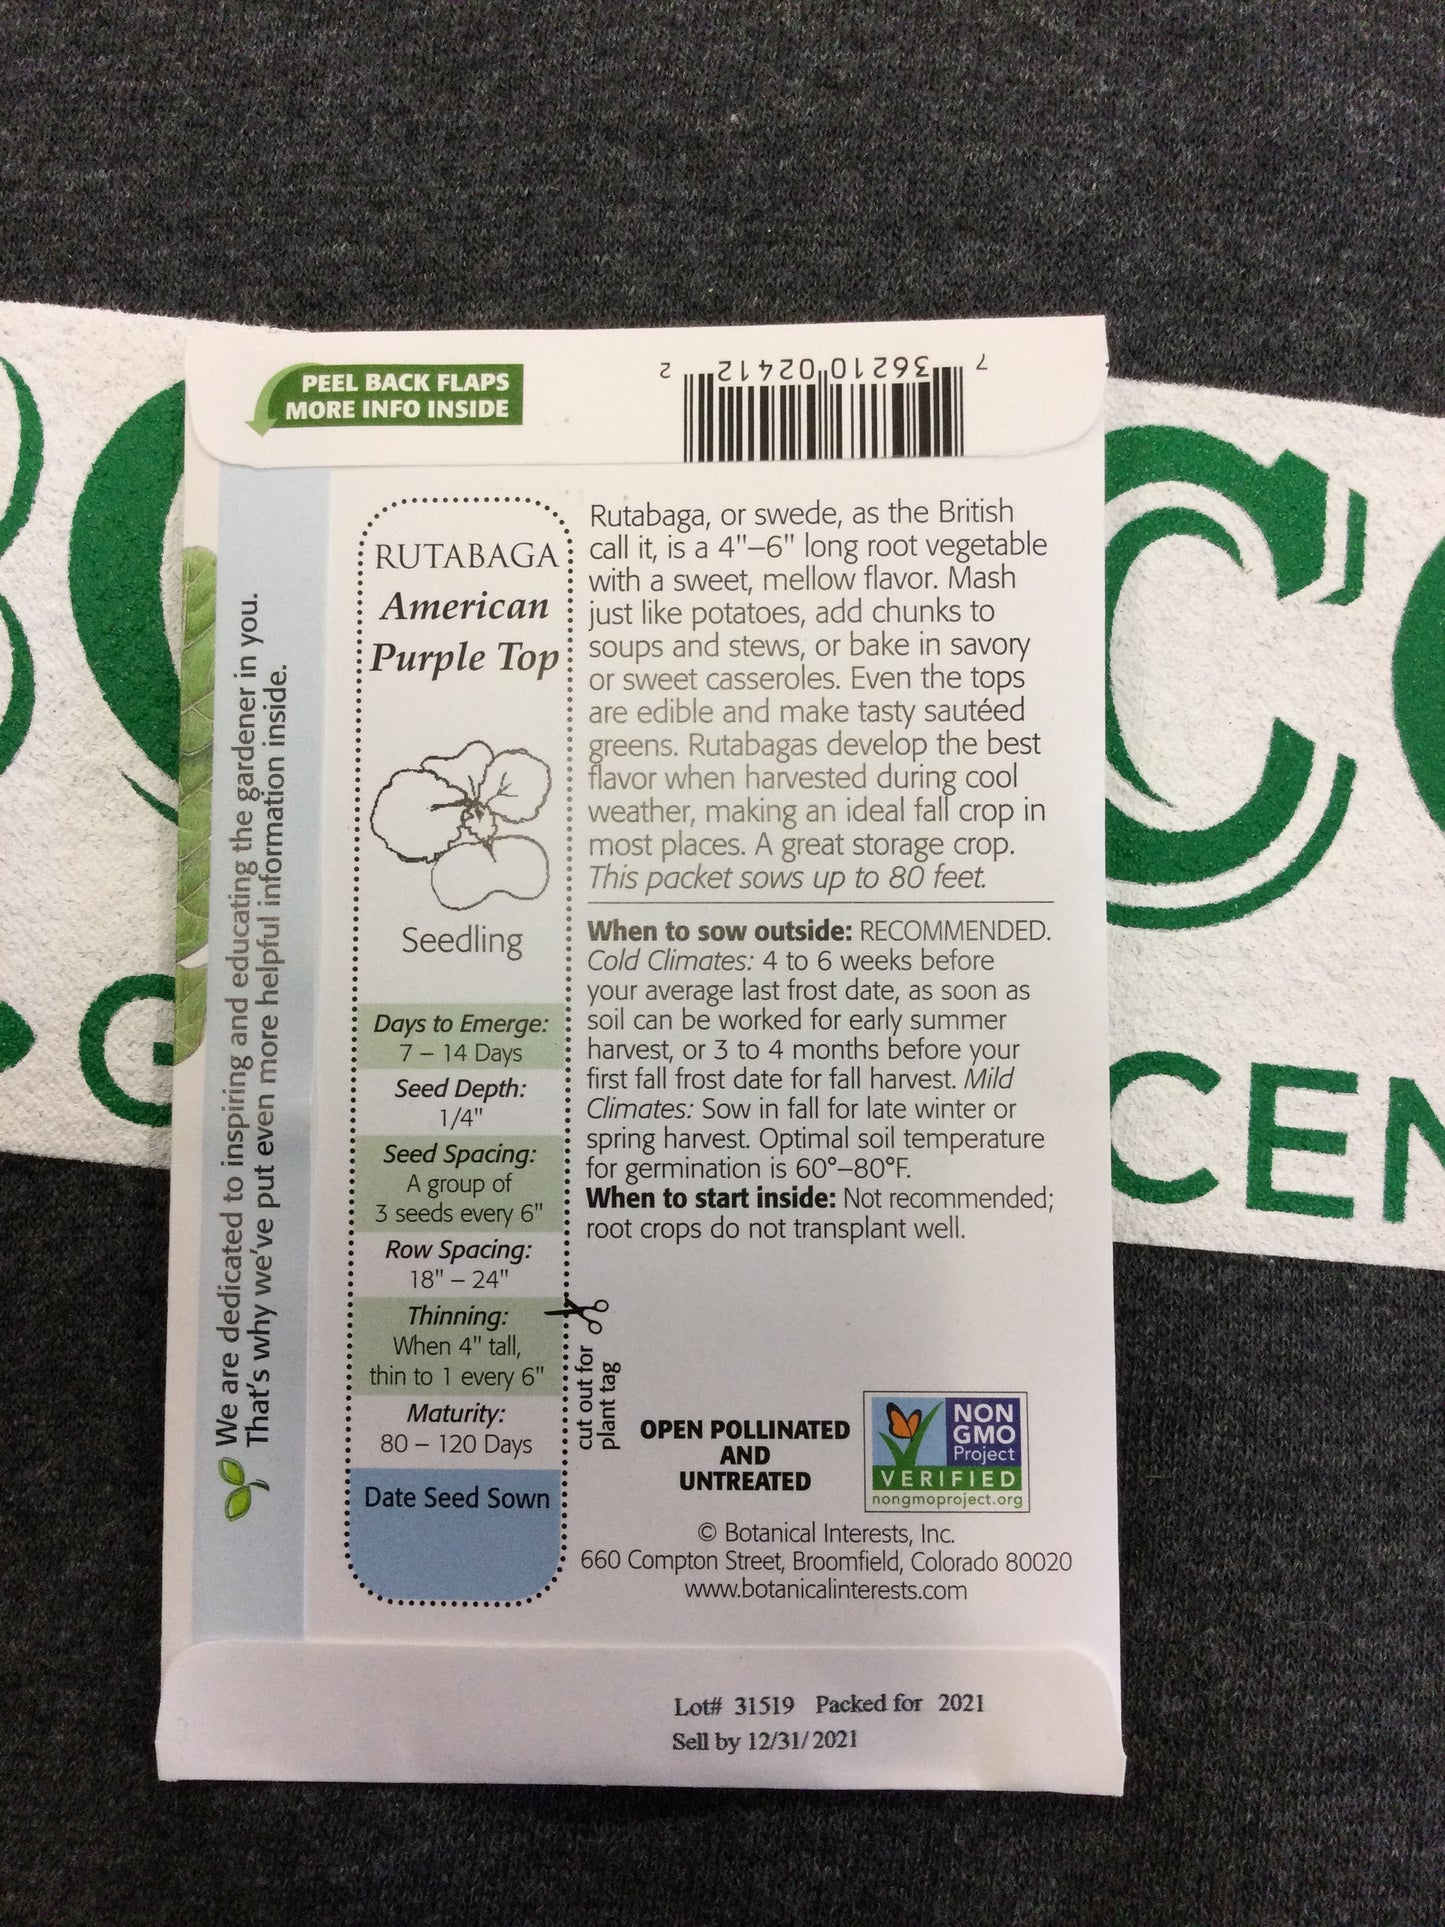 PEEL BACK FLAPS
MORE INFO INSIDE
7 36210 02412 2
We are dedicated to inspiring and educating the gardener in you.
That's why we've put even more helpful information inside.
RUTABAGA
American
Purple Top
Seedling
Days to Emerge:
7 – 14 Days
Seed Depth:
1/4"
Seed Spacing:
A group of
3 seeds every 6"
Row Spacing:
18" – 24"
Thinning:
When 4" tall,
thin to 1 every 6"
Maturity:
80 – 120 Days
Date Seed Sown
cut out for
plant tag
Rutabaga, or swede, as the British
call it, is a 4"–6" long root vegetable
with a sweet, mellow flavor. Mash
just like potatoes, add chunks to
soups and stews, or bake in savory
or sweet casseroles. Even the tops
are edible and make tasty sautéed
greens. Rutabagas develop the best
flavor when harvested during cool
weather, making an ideal fall crop in
most places. A great storage crop.
This packet sows up to 80 feet.
When to sow outside: RECOMMENDED.
Cold Climates: 4 to 6 weeks before
your average last frost date, as soon as
soil can be worked for early summer
harvest, or 3 to 4 months before your
first fall frost date for fall harvest. Mild
Climates: Sow in fall for late winter or
spring harvest. Optimal soil temperature
for germination is 60°–80°F.
When to start inside: Not recommended;
root crops do not transplant well.
OPEN POLLINATED
AND
UNTREATED
NON
GMO
Project
VERIFIED
nongmoproject.org
© Botanical Interests, Inc.
660 Compton Street, Broomfield, Colorado 80020
www.botanicalinterests.com
Lot# 31519 Packed for 2021
Sell by 12/31/2021